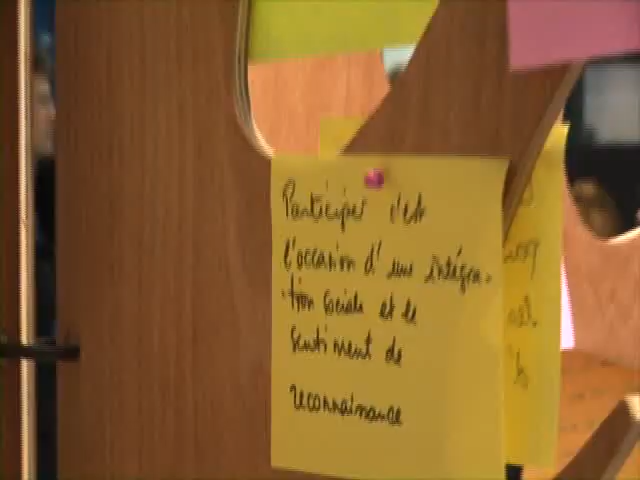 Participer c'est
l'occasion d'une intégra-
-tion sociale et le
sentiment de
reconnaissance